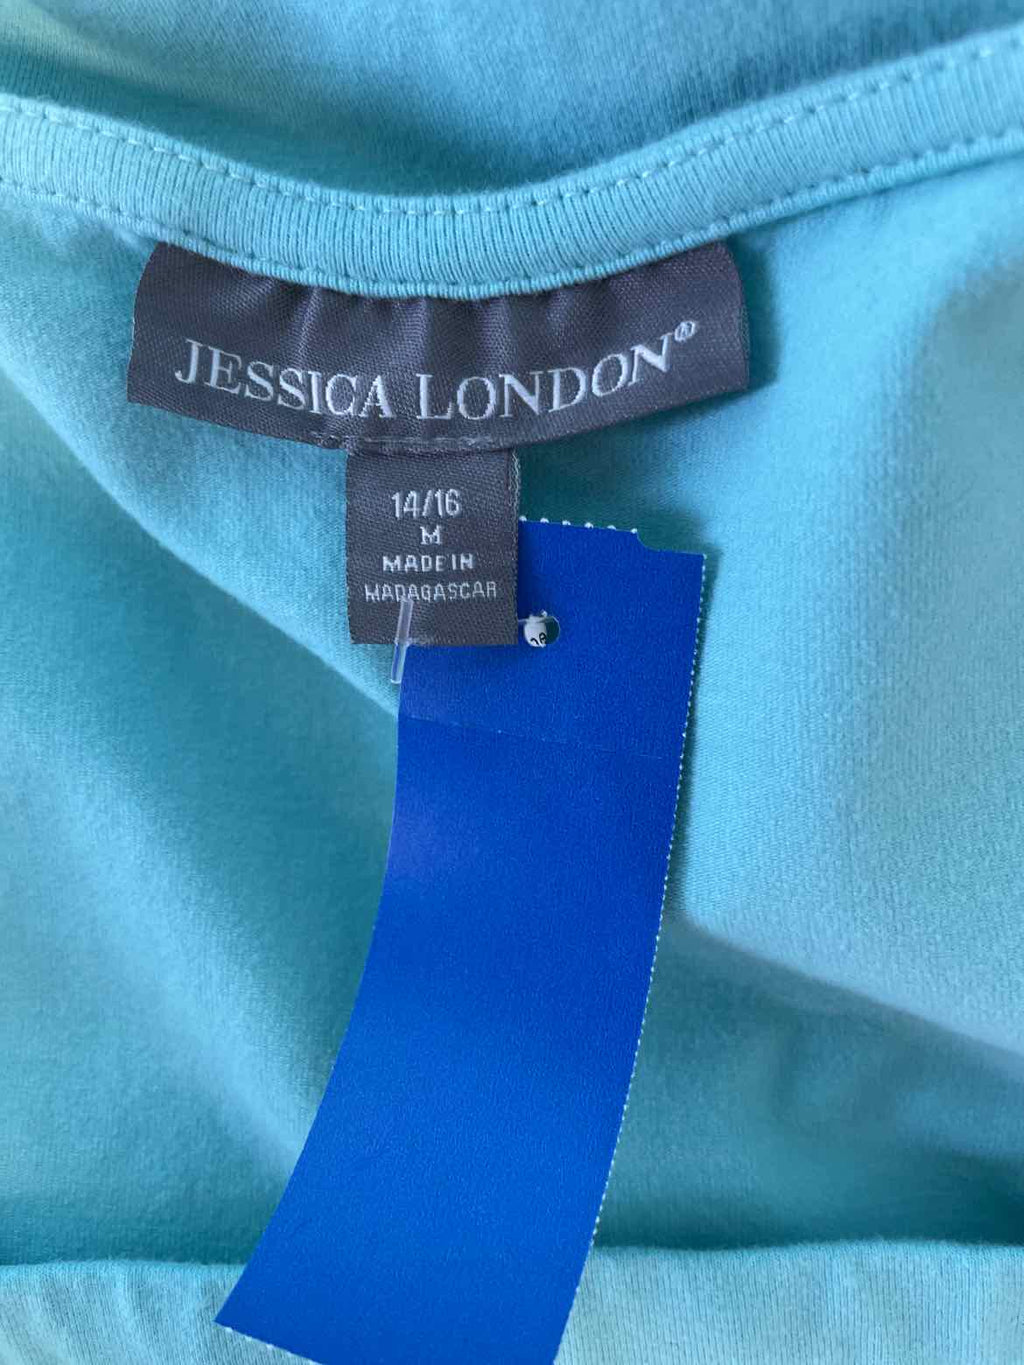 JESSICA LONDON®
14/16
M
MADE IN
MADAGASCAR